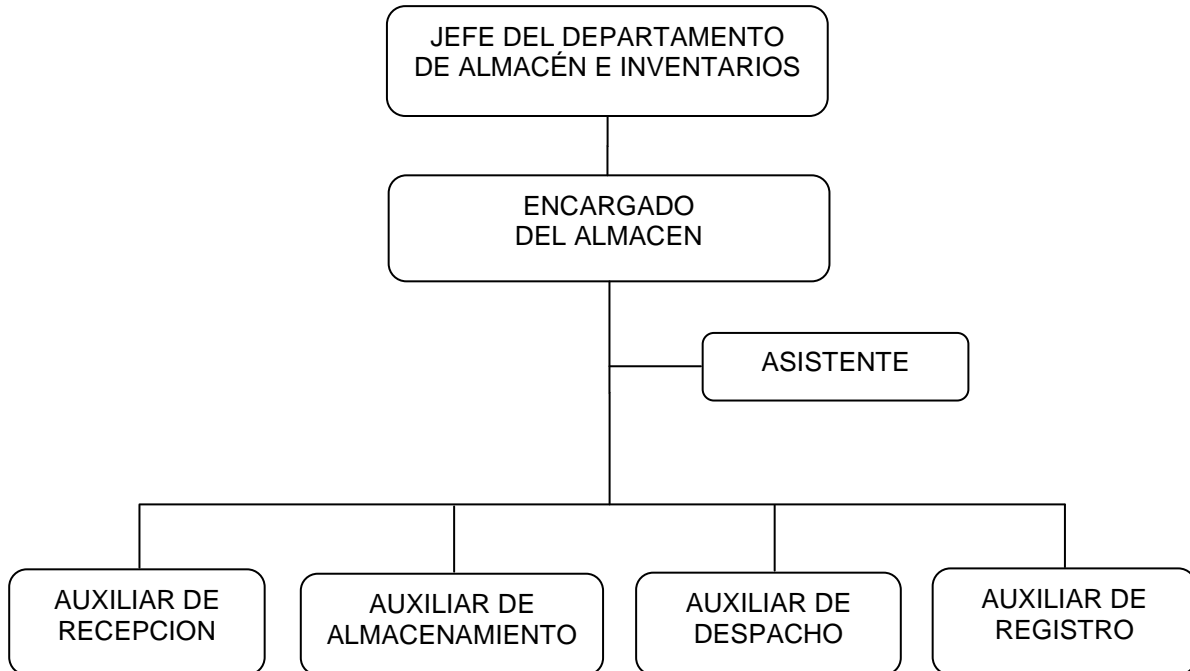 JEFE DEL DEPARTAMENTO
DE ALMACÉN E INVENTARIOS
ENCARGADO
DEL ALMACEN
ASISTENTE
AUXILIAR DE
RECEPCION
AUXILIAR DE
ALMACENAMIENTO
AUXILIAR DE
DESPACHO
AUXILIAR DE
REGISTRO